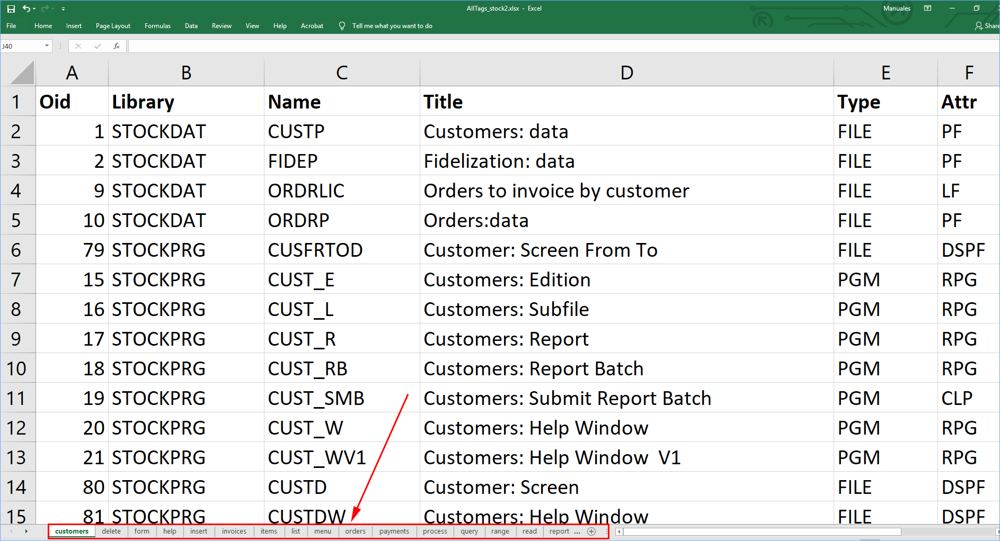 AllTags_stock2.xlsx - Excel
Manuales
File Home Insert Page Layout Formulas Data Review View Help Acrobat Tell me what you want to do Share
J40 fx
A B C D E F
1 Oid Library Name Title Type Attr
2 1 STOCKDAT CUSTP Customers: data FILE PF
3 2 STOCKDAT FIDEP Fidelization: data FILE PF
4 9 STOCKDAT ORDRLIC Orders to invoice by customer FILE LF
5 10 STOCKDAT ORDRP Orders:data FILE PF
6 79 STOCKPRG CUSFRTOD Customer: Screen From To FILE DSPF
7 15 STOCKPRG CUST_E Customers: Edition PGM RPG
8 16 STOCKPRG CUST_L Customers: Subfile PGM RPG
9 17 STOCKPRG CUST_R Customers: Report PGM RPG
10 18 STOCKPRG CUST_RB Customers: Report Batch PGM RPG
11 19 STOCKPRG CUST_SMB Customers: Submit Report Batch PGM CLP
12 20 STOCKPRG CUST_W Customers: Help Window PGM RPG
13 21 STOCKPRG CUST_WV1 Customers: Help Window  V1 PGM RPG
14 80 STOCKPRG CUSTD Customer: Screen FILE DSPF
15 81 STOCKPRG CUSTDW Customers: Help Window FILE DSPF
customers delete form help insert invoices items list menu orders payments process query range read report ...